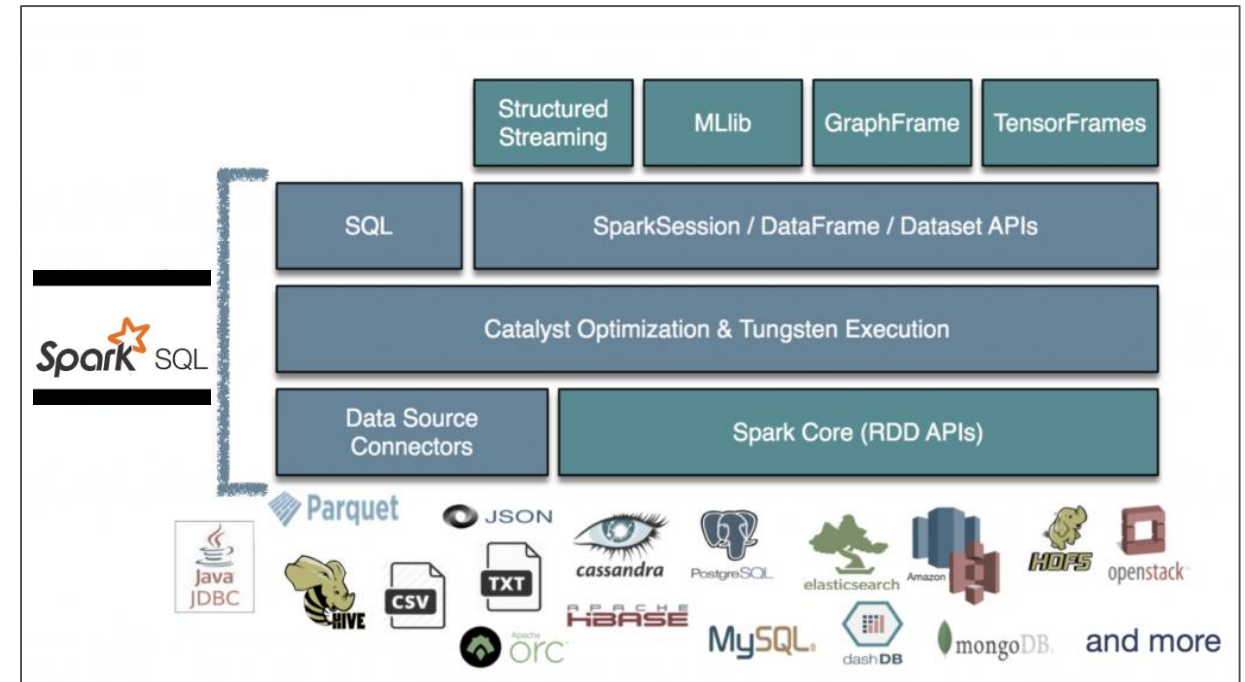 Structured
Streaming
MLlib
GraphFrame
TensorFrames
SQL
SparkSession / DataFrame / Dataset APIs
Spark SQL
Catalyst Optimization & Tungsten Execution
Data Source
Connectors
Spark Core (RDD APIs)
Parquet
JSON
Java
JDBC
HIVE
CSV
TXT
cassandra
PostgreSQL
elasticsearch
Amazon
HDFS
openstack
Apache
orc
APACHE
HBASE
MySQL
dashDB
mongoDB
and more